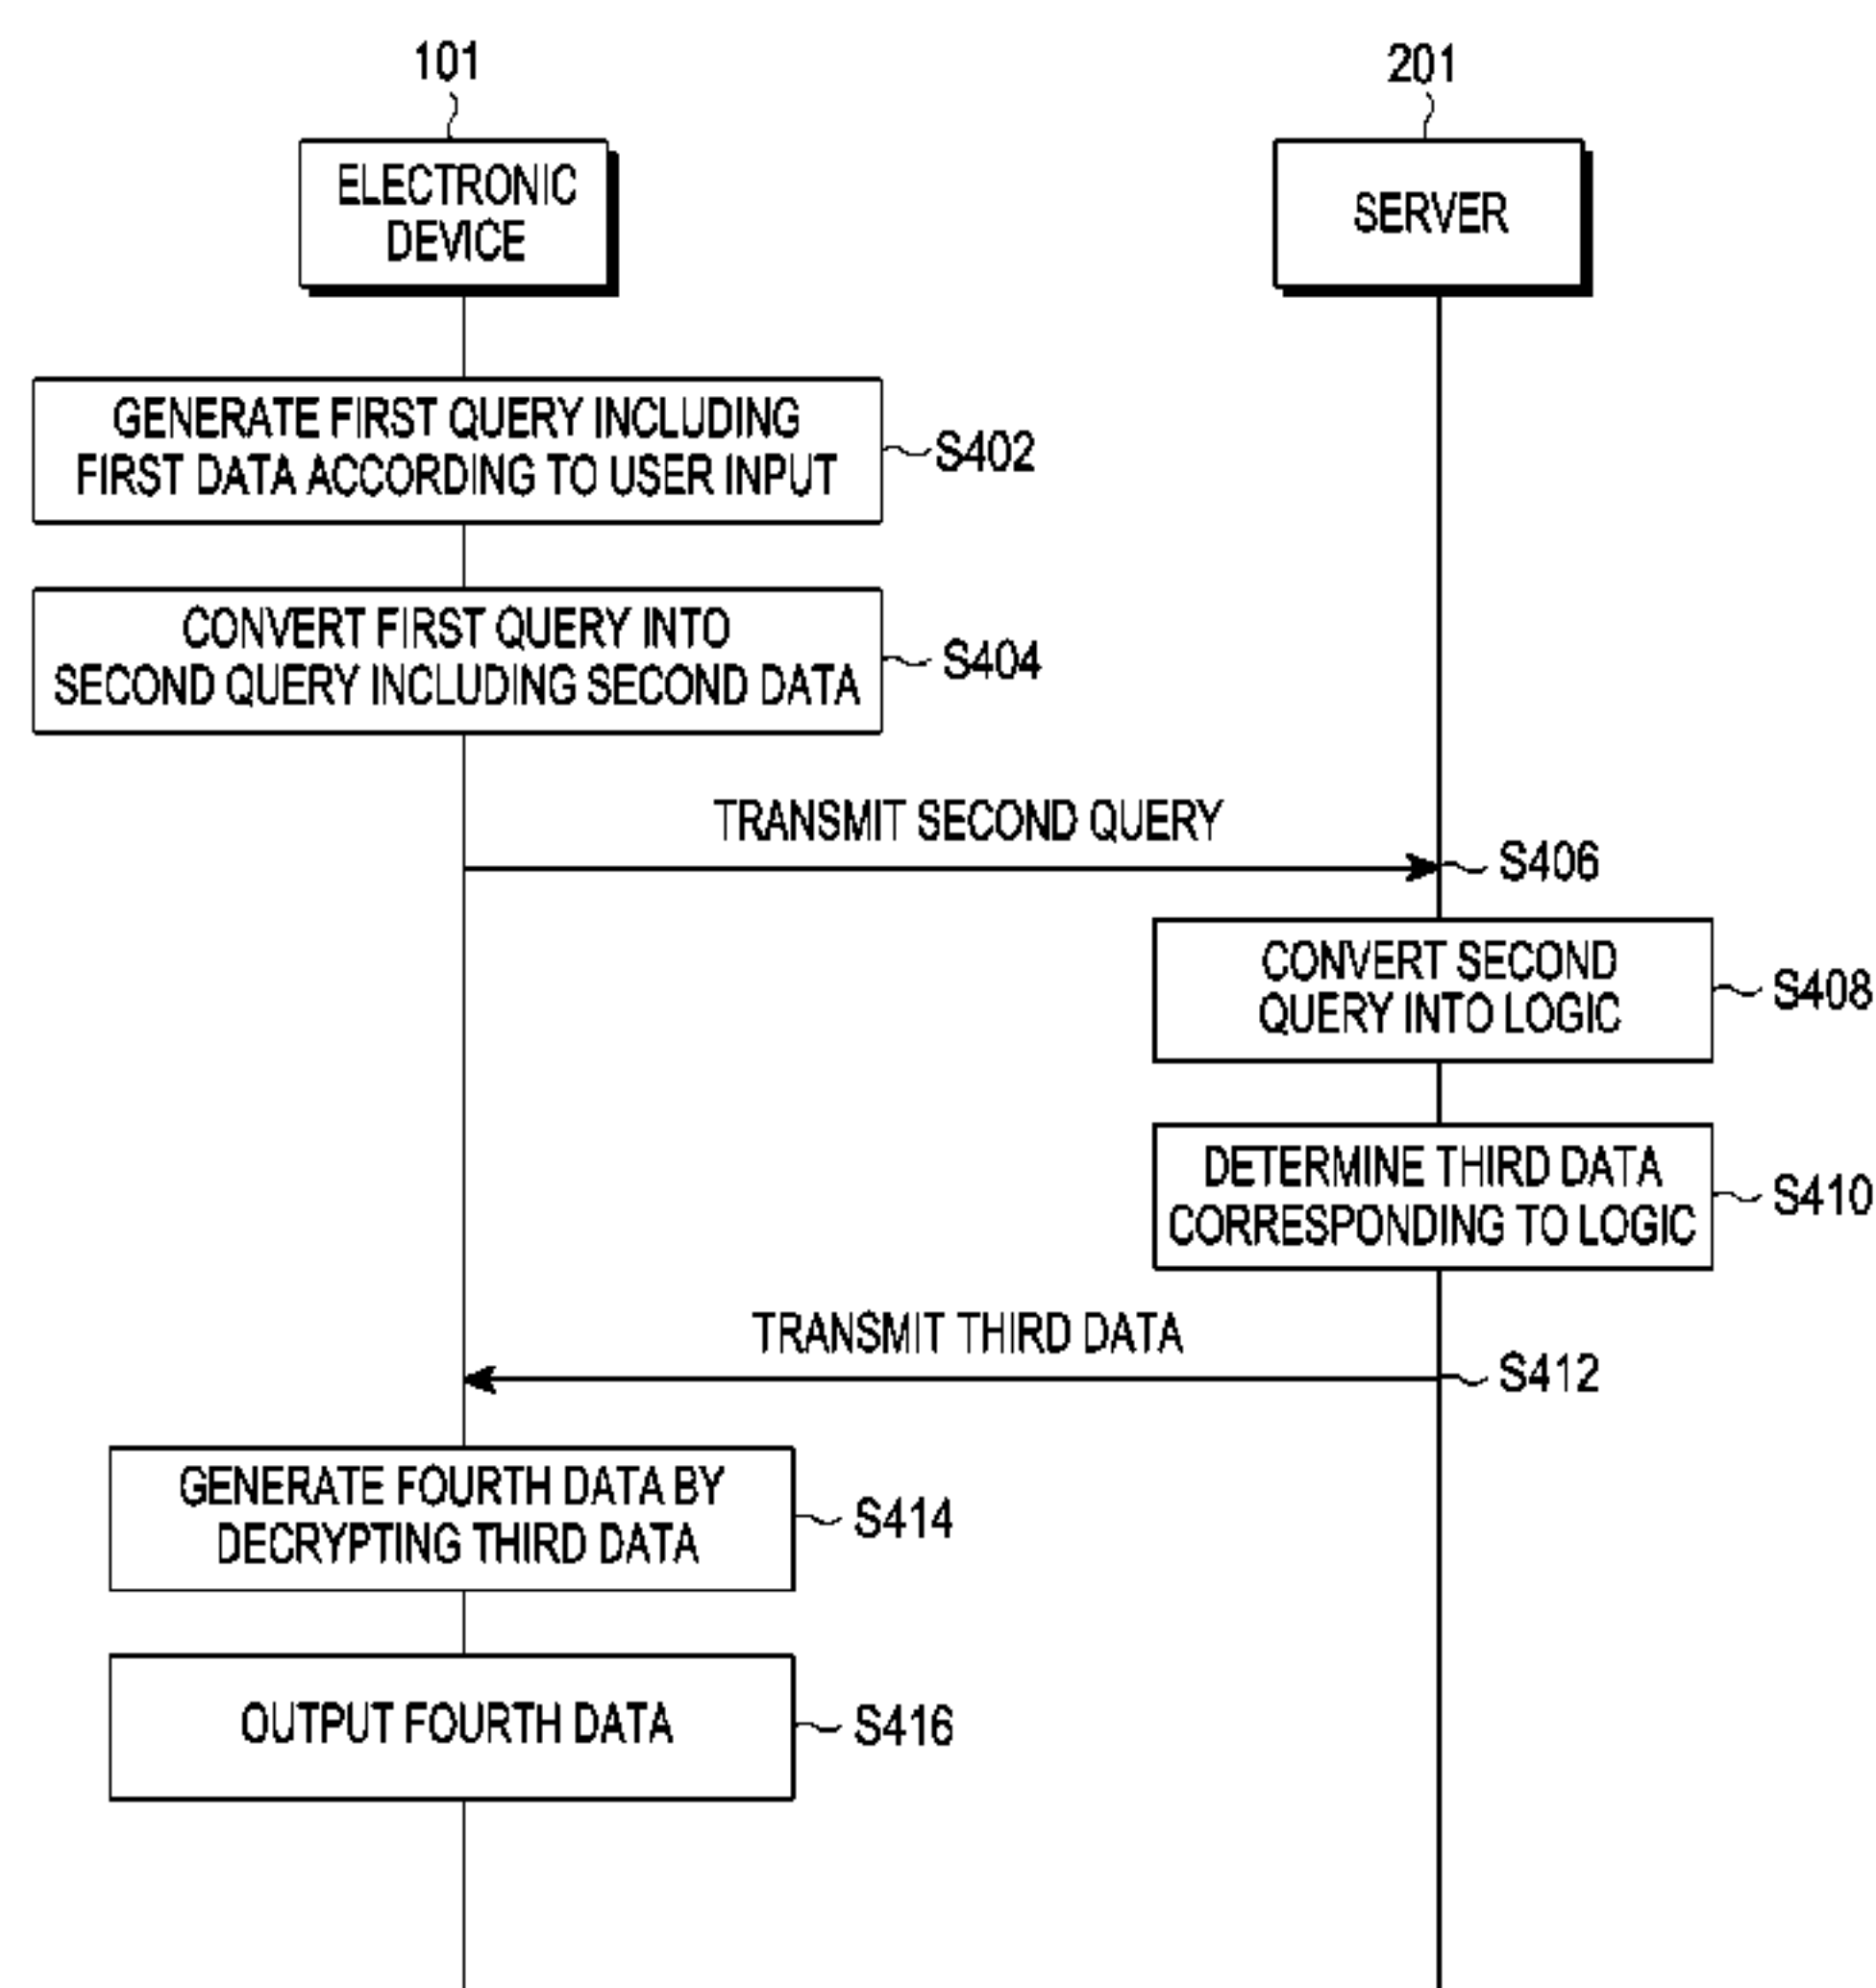 101
201
ELECTRONIC
DEVICE
SERVER
GENERATE FIRST QUERY INCLUDING
FIRST DATA ACCORDING TO USER INPUT
S402
CONVERT FIRST QUERY INTO
SECOND QUERY INCLUDING SECOND DATA
S404
TRANSMIT SECOND QUERY
S406
CONVERT SECOND
QUERY INTO LOGIC
S408
DETERMINE THIRD DATA
CORRESPONDING TO LOGIC
S410
TRANSMIT THIRD DATA
S412
GENERATE FOURTH DATA BY
DECRYPTING THIRD DATA
S414
OUTPUT FOURTH DATA
S416